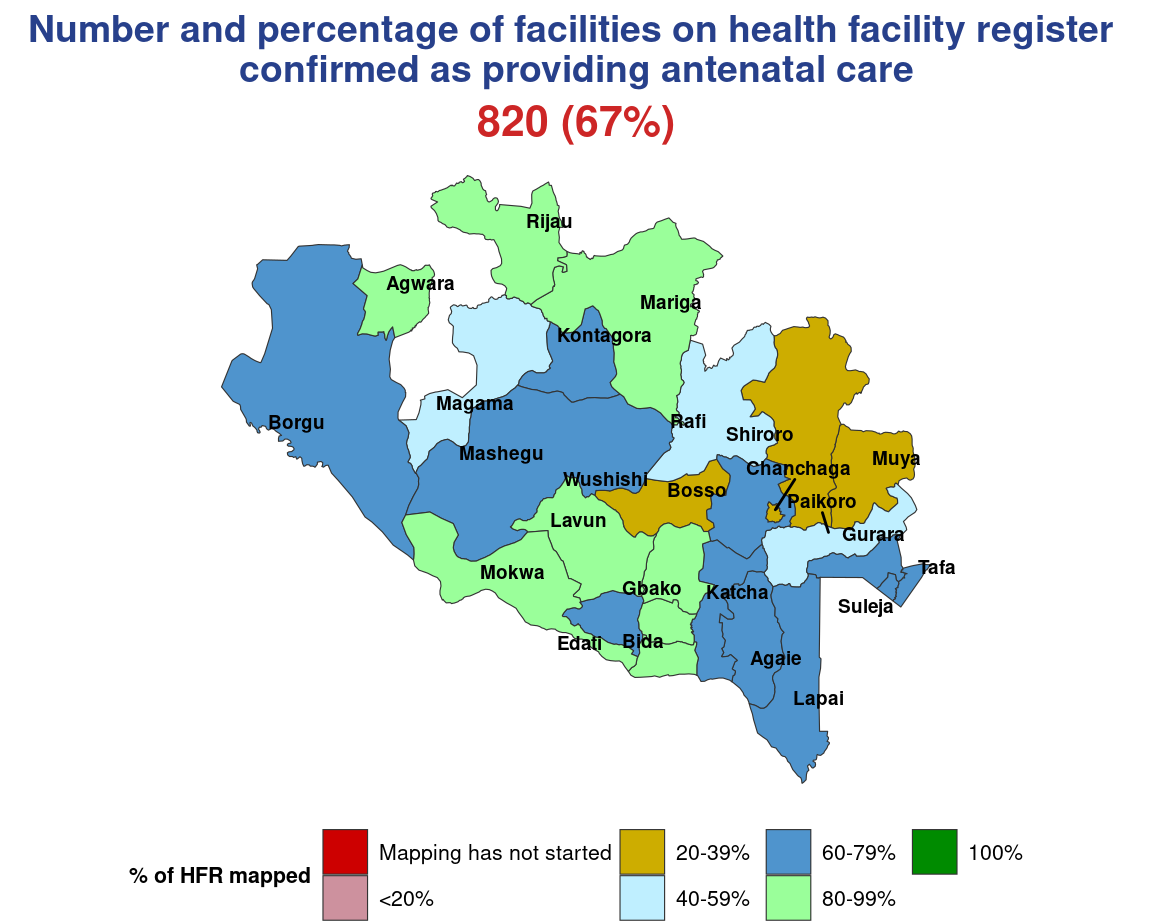 Number and percentage of facilities on health facility register
confirmed as providing antenatal care
820 (67%)
Rijau
Agwara
Mariga
Kontagora
Magama
Borgu
Rafi
Shiroro
Mashegu
Muya
Chanchaga
Wushishi
Bosso
Paikoro
Lavun
Gurara
Tafa
Mokwa
Gbako
Katcha
Suleja
Edati
Bida
Agaie
Lapai
% of HFR mapped
Mapping has not started
<20%
20-39%
40-59%
60-79%
80-99%
100%